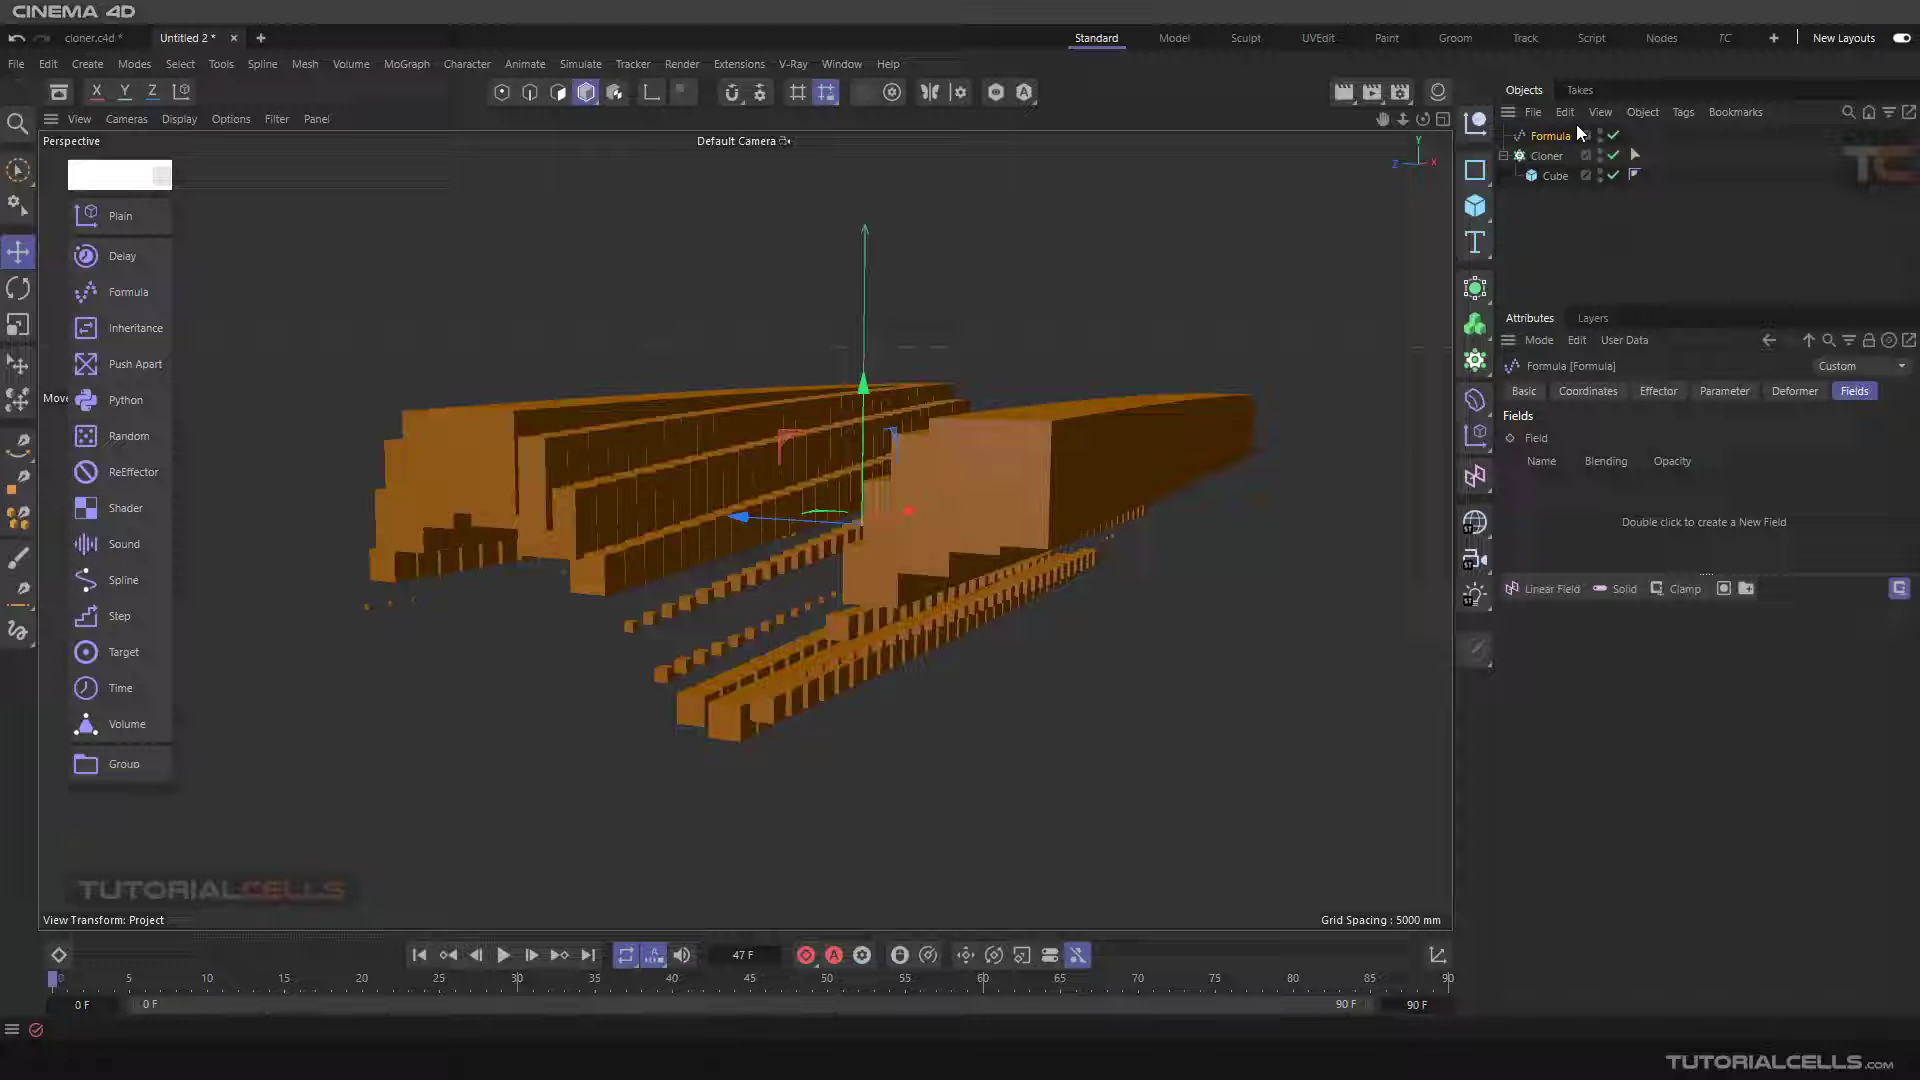 CINEMA 4D
cloner.c4d *
Untitled 2 *
Standard Model Sculpt UVEdit Paint Groom Track Script Nodes TC New Layouts
File Edit Create Modes Select Tools Spline Mesh Volume MoGraph Character Animate Simulate Tracker Render Extensions V-Ray Window Help
X Y Z
Objects Takes
View Cameras Display Options Filter Panel
File Edit View Object Tags Bookmarks
Perspective
Default Camera
Y
Z X
Formula
Cloner
Cube
TC
Plain
Delay
Formula
Inheritance
Push Apart
Move
Python
Random
ReEffector
Shader
Sound
Spline
Step
Target
Time
Volume
Group
Attributes Layers
Mode Edit User Data
Formula [Formula]
Custom
Basic Coordinates Effector Parameter Deformer Fields
Fields
Field
Name Blending Opacity
Double click to create a New Field
Linear Field Solid Clamp
ST
ST
ST
TUTORIALCELLS
View Transform: Project
Grid Spacing : 5000 mm
47 F
0 5 10 15 20 25 30 35 40 45 50 55 60 65 70 75 80 85 90
0 F 0 F 90 F 90 F
TUTORIALCELLS.COM